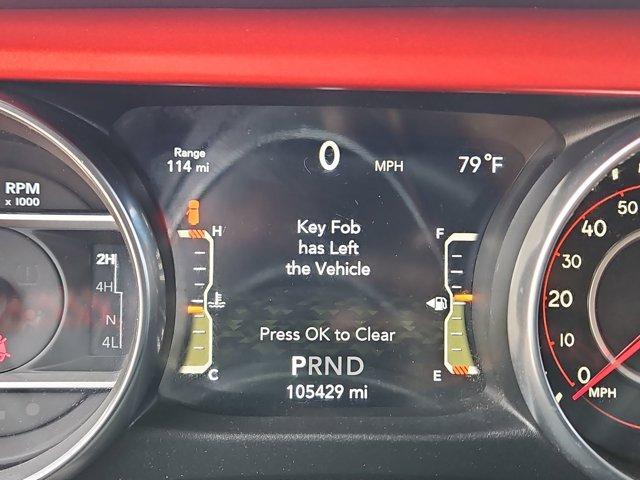 Range
114 mi
0 MPH
79 °F
RPM
x 1000
H
F
Key Fob
has Left
the Vehicle
2H
4H
N
4L
Press OK to Clear
C
E
PRND
105429 mi
50
40
30
20
10
0
MPH